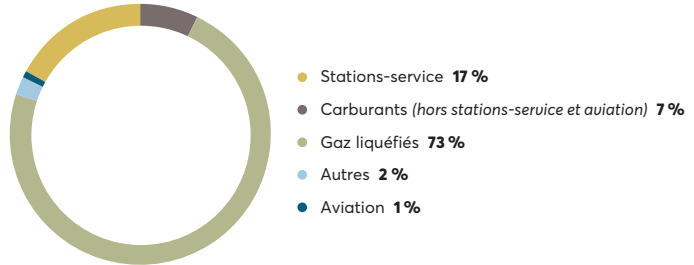 Stations-service 17 %
Carburants (hors stations-service et aviation) 7 %
Gaz liquéfiés 73 %
Autres 2 %
Aviation 1 %